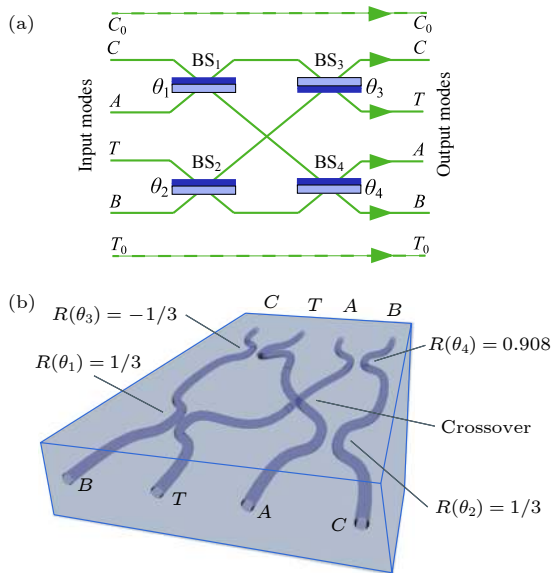 (a)
C₀ C₀
C BS₁ BS₃ C
θ₁ θ₃
A T
Input modes
Output modes
T BS₂ BS₄ A
θ₂ θ₄
B B
T₀ T₀
(b)
C T A B
R(θ₃) = −1/3
R(θ₄) = 0.908
R(θ₁) = 1/3
Crossover
B T A C
R(θ₂) = 1/3